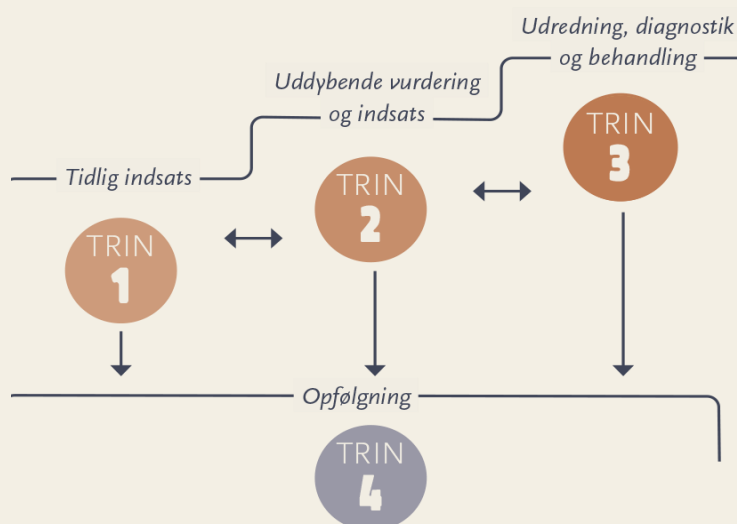 Udredning, diagnostik
og behandling
Uddybende vurdering
og indsats
Tidlig indsats
TRIN
3
TRIN
2
TRIN
1
Opfølgning
TRIN
4